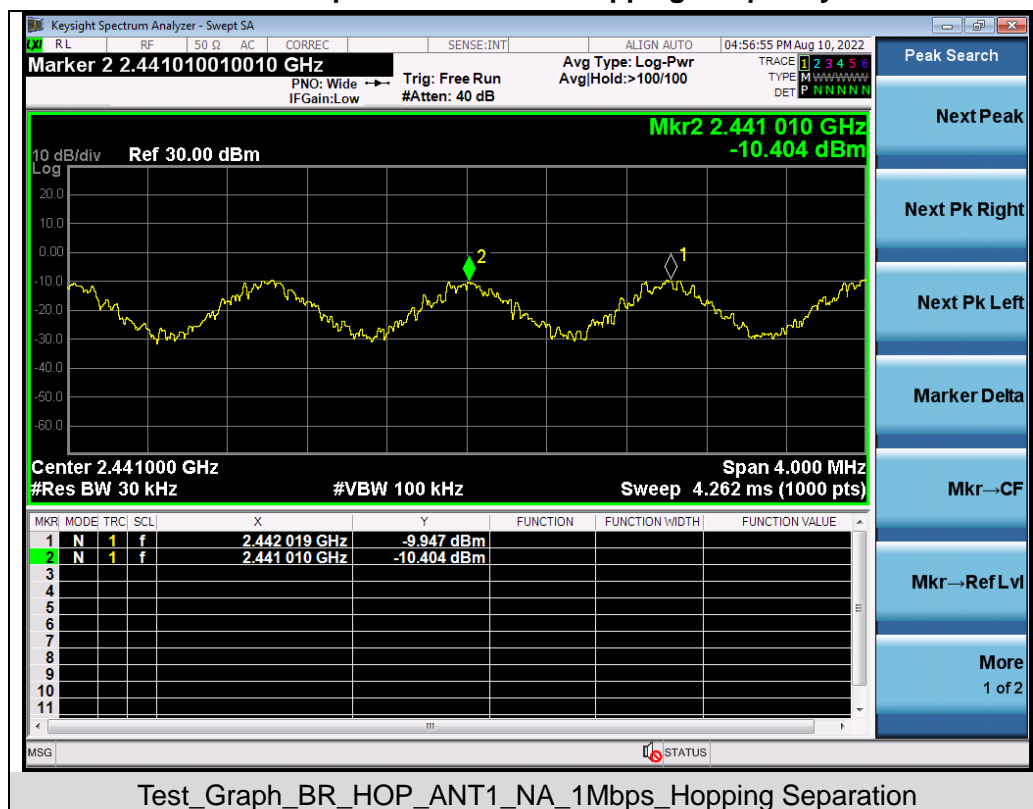 Keysight Spectrum Analyzer - Swept SA
LXI RL RF 50 Ω AC CORREC SENSE:INT ALIGN AUTO 04:56:55 PM Aug 10, 2022
Marker 2 2.441010010010 GHz
PNO: Wide
IFGain:Low
Trig: Free Run
#Atten: 40 dB
Avg Type: Log-Pwr
Avg|Hold:>100/100
TRACE 1 2 3 4 5 6
TYPE M WWWWW
DET P N N N N N
Mkr2 2.441 010 GHz
-10.404 dBm
10 dB/div Ref 30.00 dBm
Log
20.0
10.0
0.00
-10.0
-20.0
-30.0
-40.0
-50.0
-60.0
2
1
Center 2.441000 GHz Span 4.000 MHz
#Res BW 30 kHz #VBW 100 kHz Sweep 4.262 ms (1000 pts)
MKR MODE TRC SCL X Y FUNCTION FUNCTION WIDTH FUNCTION VALUE
1 N 1 f 2.442 019 GHz -9.947 dBm
2 N 1 f 2.441 010 GHz -10.404 dBm
3
4
5
6
7
8
9
10
11
MSG STATUS
Peak Search
Next Peak
Next Pk Right
Next Pk Left
Marker Delta
Mkr→CF
Mkr→Ref Lvl
More
1 of 2
Test_Graph_BR_HOP_ANT1_NA_1Mbps_Hopping Separation